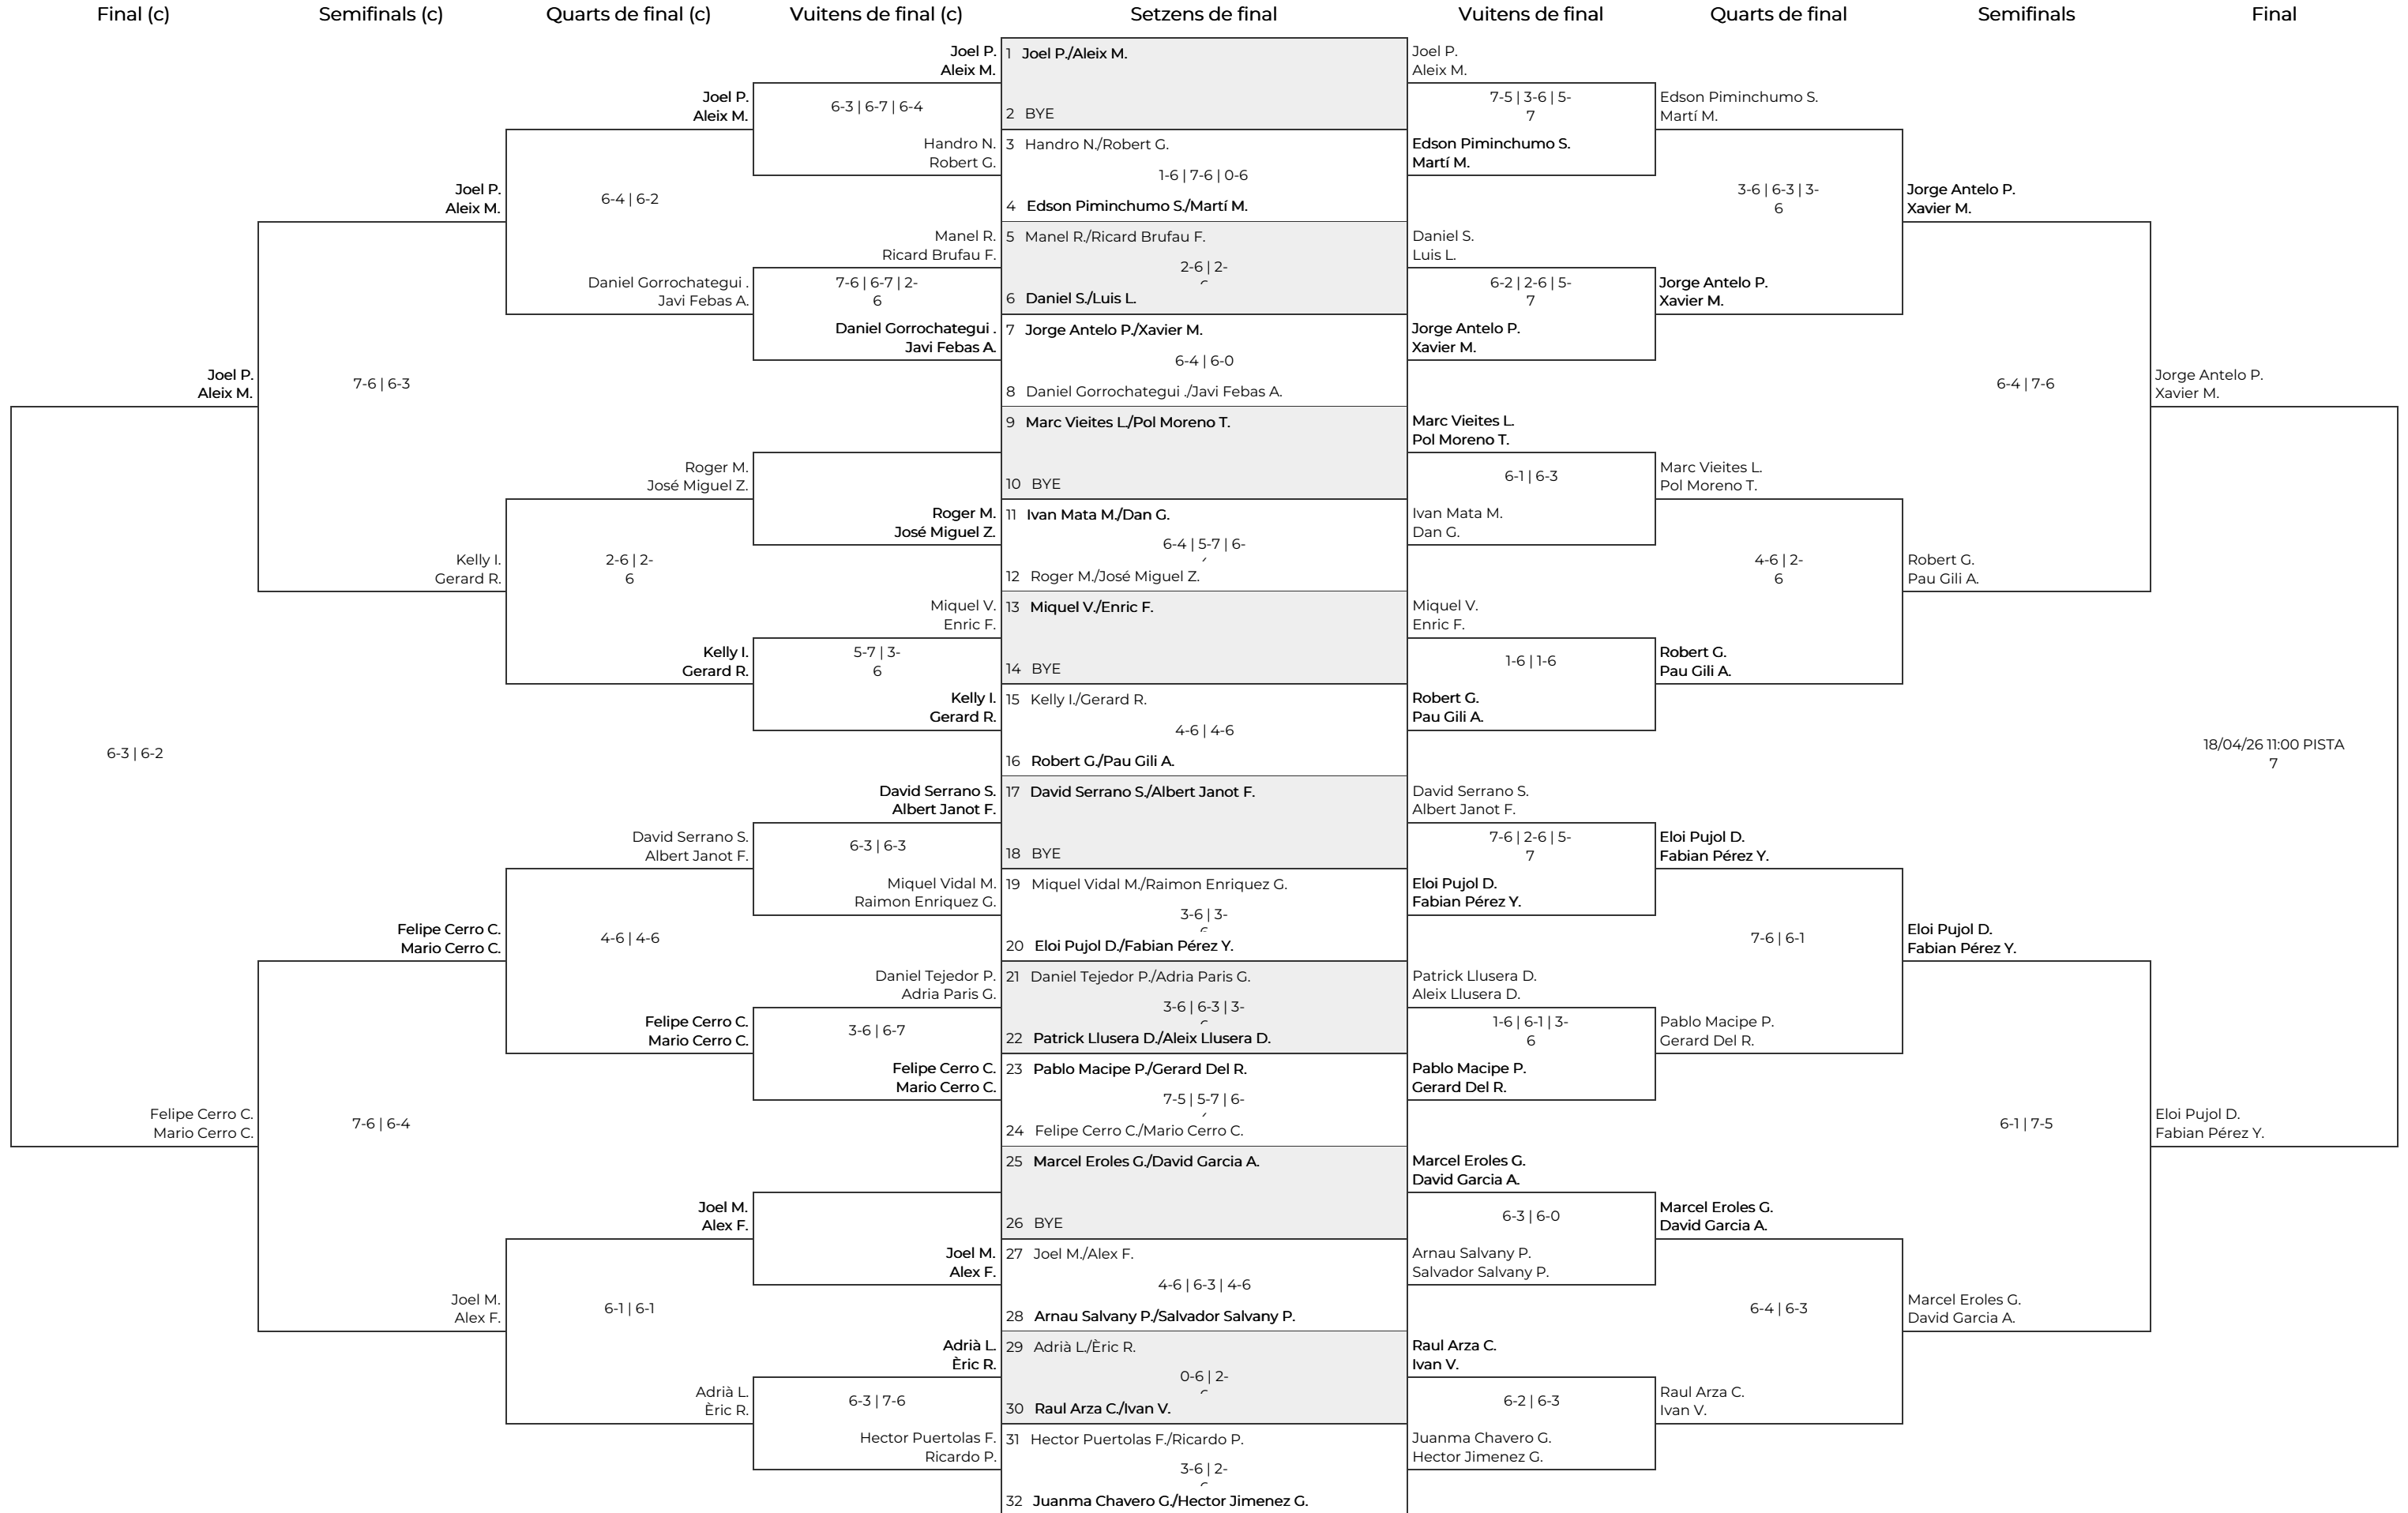 Final (c)
Semifinals (c)
Quarts de final (c)
Vuitens de final (c)
Setzens de final
Vuitens de final
Quarts de final
Semifinals
Final
Joel P.
Aleix M.
6-3 | 6-2
Felipe Cerro C.
Mario Cerro C.
Joel P.
Aleix M.
7-6 | 6-3
Kelly I.
Gerard R.
Felipe Cerro C.
Mario Cerro C.
7-6 | 6-4
Joel M.
Alex F.
Joel P.
Aleix M.
6-4 | 6-2
Daniel Gorrochategui .
Javi Febas A.
Roger M.
José Miguel Z.
2-6 | 2-
6
Kelly I.
Gerard R.
David Serrano S.
Albert Janot F.
4-6 | 4-6
Felipe Cerro C.
Mario Cerro C.
Joel M.
Alex F.
6-1 | 6-1
Adrià L.
Èric R.
Joel P.
Aleix M.
6-3 | 6-7 | 6-4
Handro N.
Robert G.
Manel R.
Ricard Brufau F.
7-6 | 6-7 | 2-
6
Daniel Gorrochategui .
Javi Febas A.
Roger M.
José Miguel Z.
Miquel V.
Enric F.
5-7 | 3-
6
Kelly I.
Gerard R.
David Serrano S.
Albert Janot F.
6-3 | 6-3
Miquel Vidal M.
Raimon Enriquez G.
Daniel Tejedor P.
Adria Paris G.
3-6 | 6-7
Felipe Cerro C.
Mario Cerro C.
Joel M.
Alex F.
Adrià L.
Èric R.
6-3 | 7-6
Hector Puertolas F.
Ricardo P.
1 Joel P./Aleix M.
2 BYE
3 Handro N./Robert G.
1-6 | 7-6 | 0-6
4 Edson Piminchumo S./Martí M.
5 Manel R./Ricard Brufau F.
2-6 | 2-
6 Daniel S./Luis L.
7 Jorge Antelo P./Xavier M.
6-4 | 6-0
8 Daniel Gorrochategui ./Javi Febas A.
9 Marc Vieites L./Pol Moreno T.
10 BYE
11 Ivan Mata M./Dan G.
6-4 | 5-7 | 6-
12 Roger M./José Miguel Z.
13 Miquel V./Enric F.
14 BYE
15 Kelly I./Gerard R.
4-6 | 4-6
16 Robert G./Pau Gili A.
17 David Serrano S./Albert Janot F.
18 BYE
19 Miquel Vidal M./Raimon Enriquez G.
3-6 | 3-
20 Eloi Pujol D./Fabian Pérez Y.
21 Daniel Tejedor P./Adria Paris G.
3-6 | 6-3 | 3-
22 Patrick Llusera D./Aleix Llusera D.
23 Pablo Macipe P./Gerard Del R.
7-5 | 5-7 | 6-
24 Felipe Cerro C./Mario Cerro C.
25 Marcel Eroles G./David Garcia A.
26 BYE
27 Joel M./Alex F.
4-6 | 6-3 | 4-6
28 Arnau Salvany P./Salvador Salvany P.
29 Adrià L./Èric R.
0-6 | 2-
30 Raul Arza C./Ivan V.
31 Hector Puertolas F./Ricardo P.
3-6 | 2-
32 Juanma Chavero G./Hector Jimenez G.
Joel P.
Aleix M.
7-5 | 3-6 | 5-
7
Edson Piminchumo S.
Martí M.
Daniel S.
Luis L.
6-2 | 2-6 | 5-
7
Jorge Antelo P.
Xavier M.
Marc Vieites L.
Pol Moreno T.
6-1 | 6-3
Ivan Mata M.
Dan G.
Miquel V.
Enric F.
1-6 | 1-6
Robert G.
Pau Gili A.
David Serrano S.
Albert Janot F.
7-6 | 2-6 | 5-
7
Eloi Pujol D.
Fabian Pérez Y.
Patrick Llusera D.
Aleix Llusera D.
1-6 | 6-1 | 3-
6
Pablo Macipe P.
Gerard Del R.
Marcel Eroles G.
David Garcia A.
6-3 | 6-0
Arnau Salvany P.
Salvador Salvany P.
Raul Arza C.
Ivan V.
6-2 | 6-3
Juanma Chavero G.
Hector Jimenez G.
Edson Piminchumo S.
Martí M.
3-6 | 6-3 | 3-
6
Jorge Antelo P.
Xavier M.
Marc Vieites L.
Pol Moreno T.
4-6 | 2-
6
Robert G.
Pau Gili A.
Eloi Pujol D.
Fabian Pérez Y.
7-6 | 6-1
Pablo Macipe P.
Gerard Del R.
Marcel Eroles G.
David Garcia A.
6-4 | 6-3
Raul Arza C.
Ivan V.
Jorge Antelo P.
Xavier M.
6-4 | 7-6
Robert G.
Pau Gili A.
Eloi Pujol D.
Fabian Pérez Y.
6-1 | 7-5
Marcel Eroles G.
David Garcia A.
Jorge Antelo P.
Xavier M.
18/04/26 11:00 PISTA
7
Eloi Pujol D.
Fabian Pérez Y.